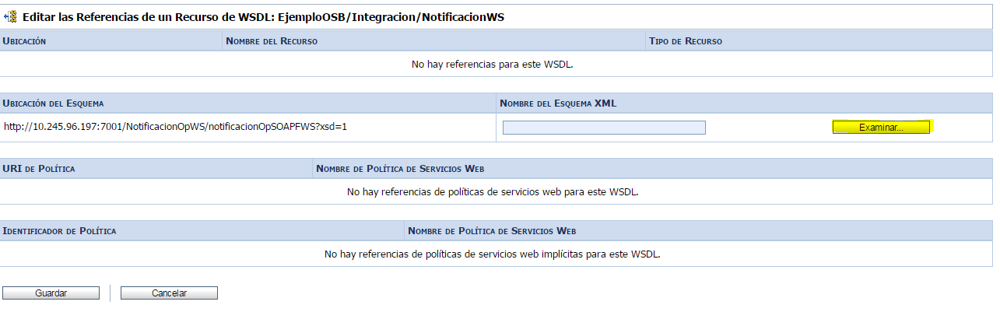 Editar las Referencias de un Recurso de WSDL: EjemploOSB/Integracion/NotificacionWS
Ubicación Nombre del Recurso Tipo de Recurso
No hay referencias para este WSDL.
Ubicación del Esquema Nombre del Esquema XML
http://10.245.96.197:7001/NotificacionOpWS/notificacionOpSOAPFWS?xsd=1 Examinar...
URI de Política Nombre de Política de Servicios Web
No hay referencias de políticas de servicios web para este WSDL.
Identificador de Política Nombre de Política de Servicios Web
No hay referencias de políticas de servicios web implícitas para este WSDL.
Guardar Cancelar